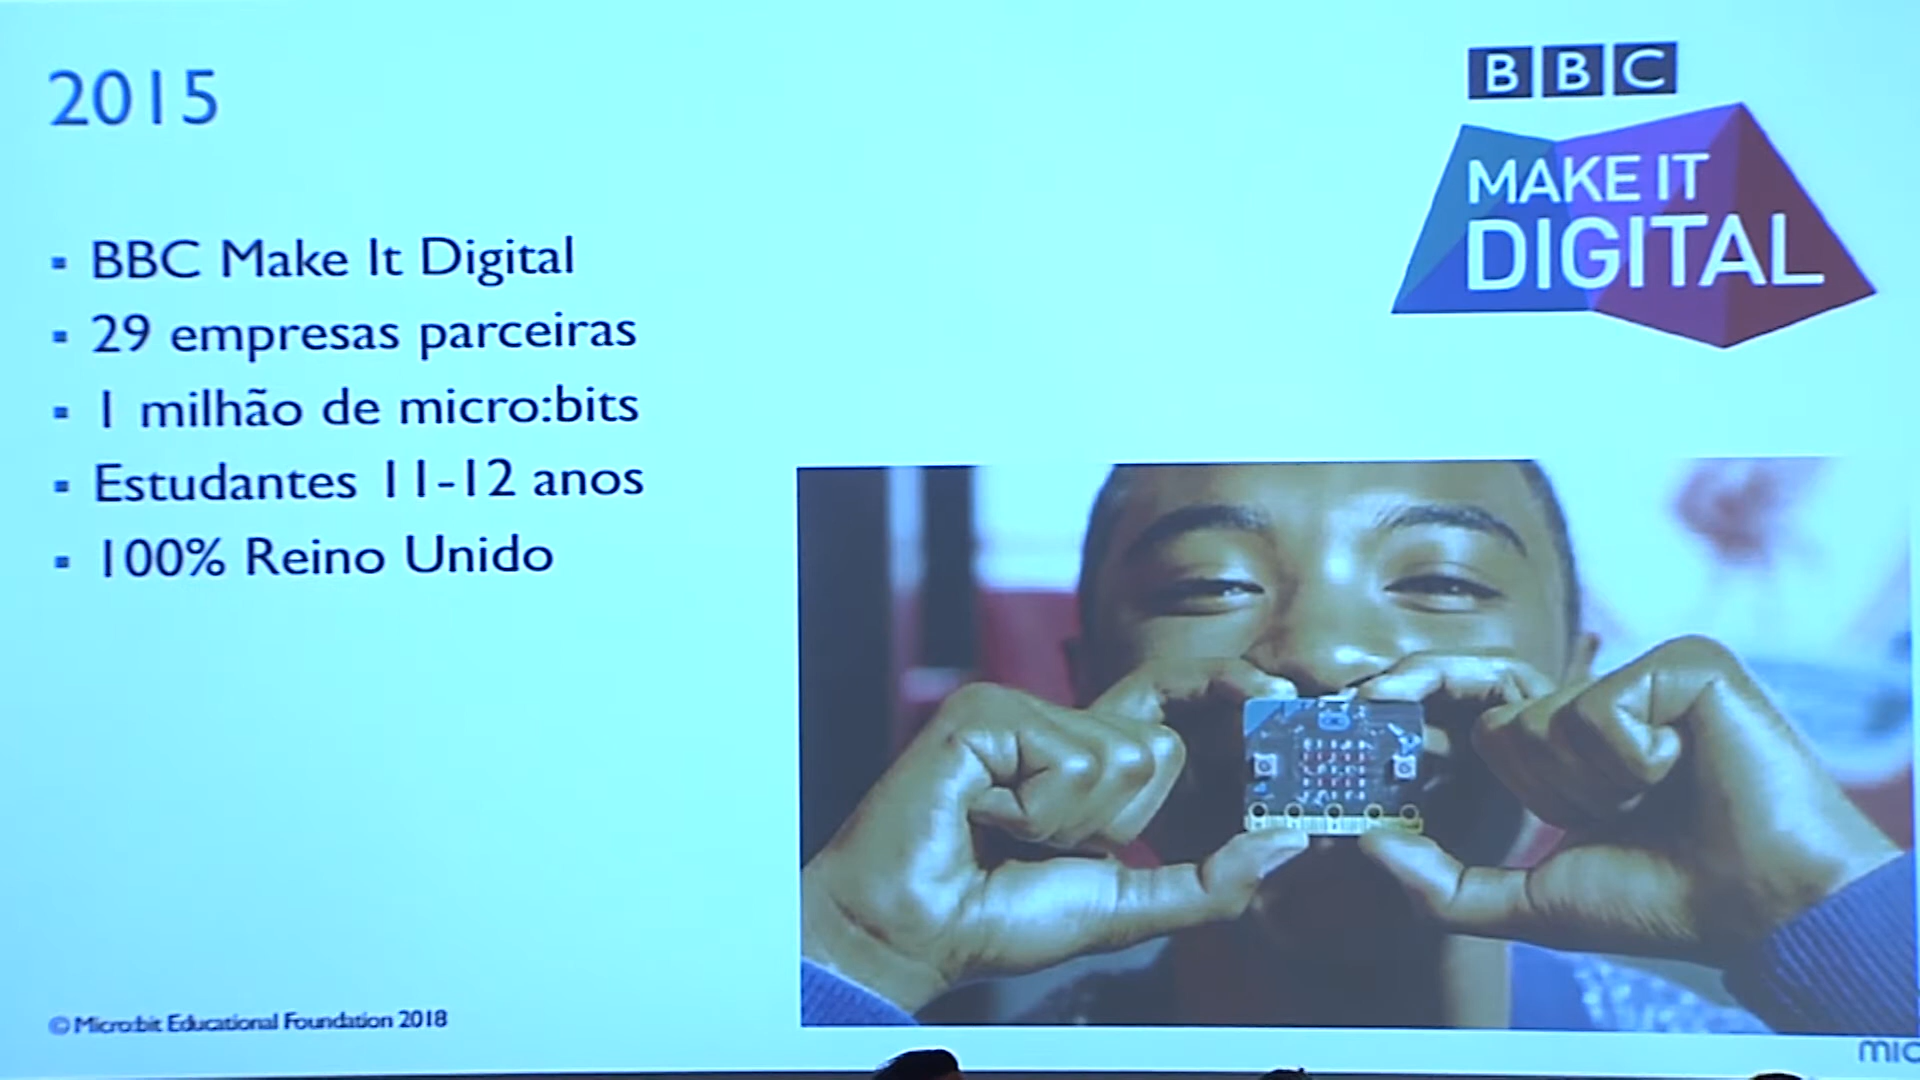 2015
BBC
MAKE IT
DIGITAL
BBC Make It Digital
29 empresas parceiras
1 milhão de micro:bits
Estudantes 11-12 anos
100% Reino Unido
© Micro:bit Educational Foundation 2018